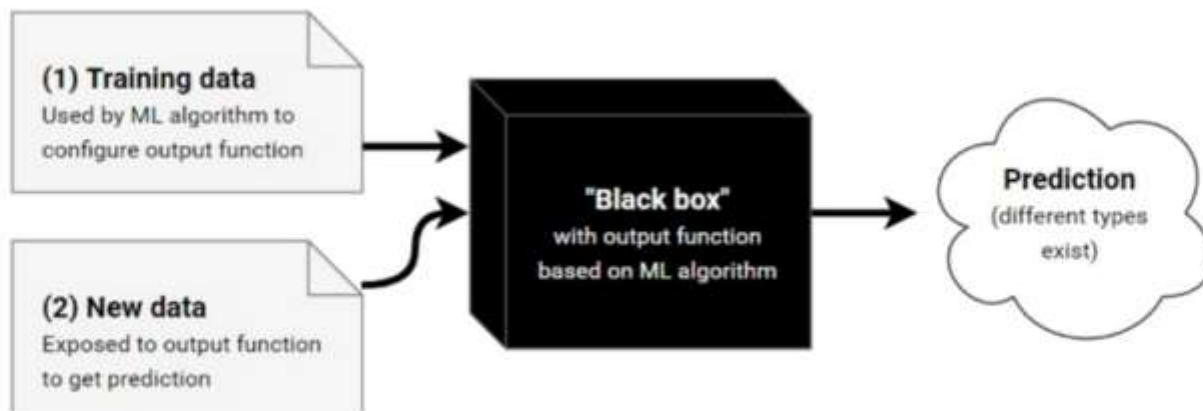 (1) Training data
Used by ML algorithm to
configure output function
(2) New data
Exposed to output function
to get prediction
"Black box"
with output function
based on ML algorithm
Prediction
(different types
exist)